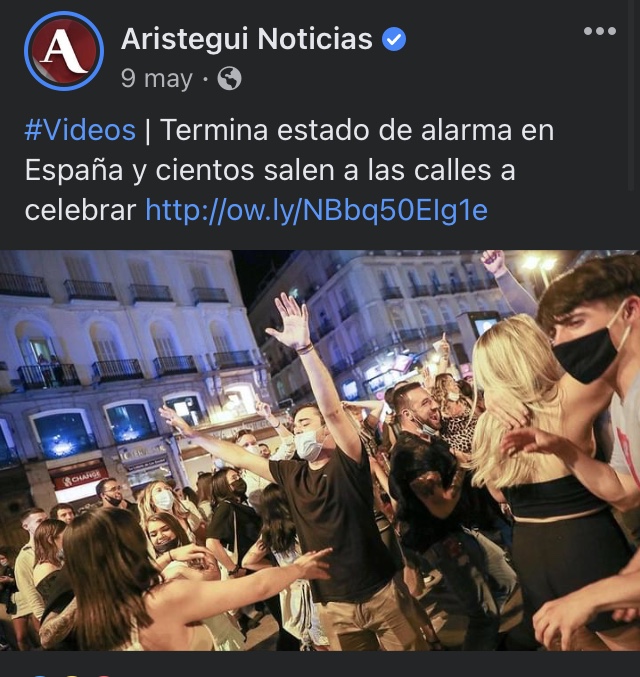 A
Aristegui Noticias
9 may ·
#Videos | Termina estado de alarma en
España y cientos salen a las calles a
celebrar http://ow.ly/NBbq50EIg1e
CHANGE